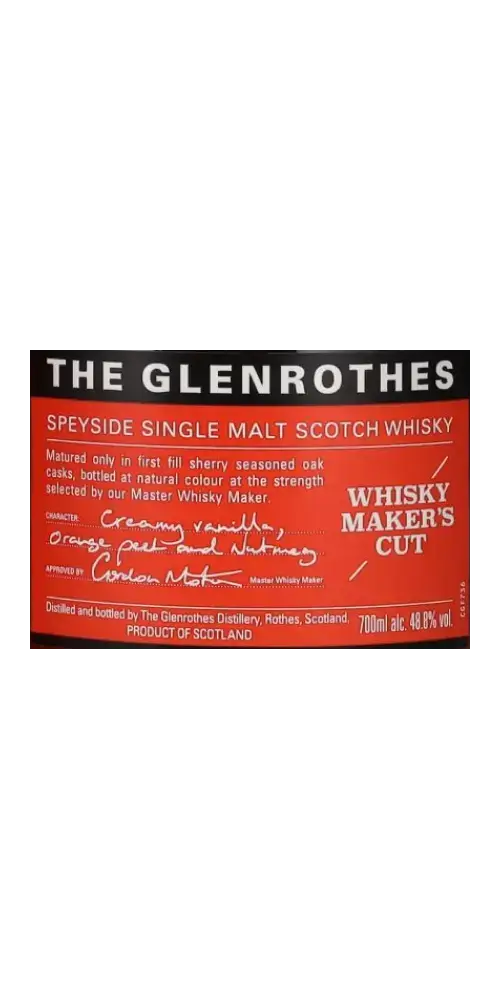 THE GLENROTHES
SPEYSIDE SINGLE MALT SCOTCH WHISKY
Matured only in first fill sherry seasoned oak
casks, bottled at natural colour at the strength
selected by our Master Whisky Maker.
CHARACTER: Creamy vanilla,
orange peel and Nutmeg
APPROVED BY Gordon Motion Master Whisky Maker
WHISKY
MAKER'S
CUT
Distilled and bottled by The Glenrothes Distillery, Rothes, Scotland.
PRODUCT OF SCOTLAND
700ml alc. 48.8% vol.
CGF736